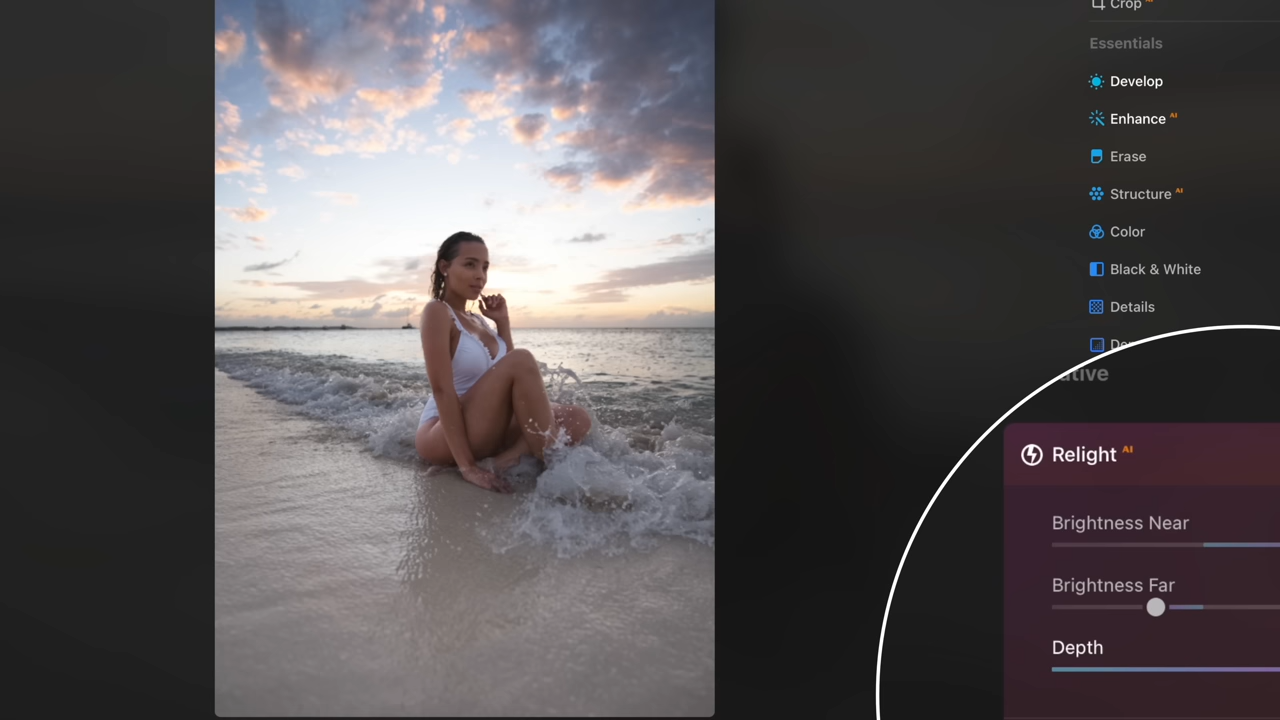 Crop AI
Essentials
Develop
Enhance AI
Erase
Structure AI
Color
Black & White
Details
Relight AI
Brightness Near
Brightness Far
Depth